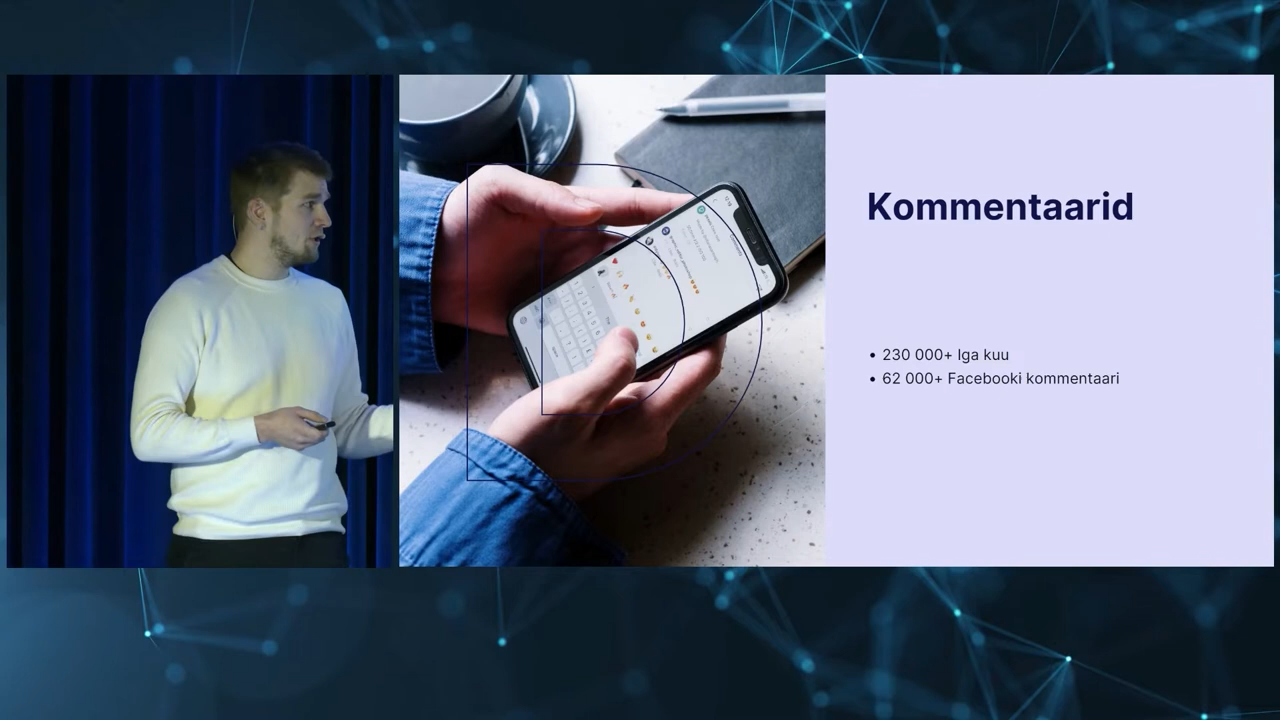 Kommentaarid
• 230 000+ Iga kuu
• 62 000+ Facebooki kommentaari